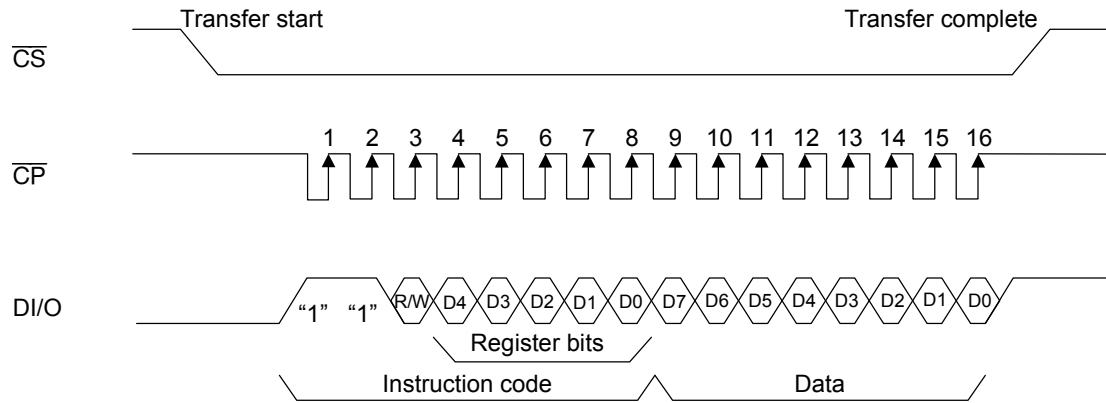 Transfer start Transfer complete
C̅S̅
1 2 3 4 5 6 7 8 9 10 11 12 13 14 15 16
C̅P̅
DI/O “1” “1” R/W D4 D3 D2 D1 D0 D7 D6 D5 D4 D3 D2 D1 D0
Register bits
Instruction code Data